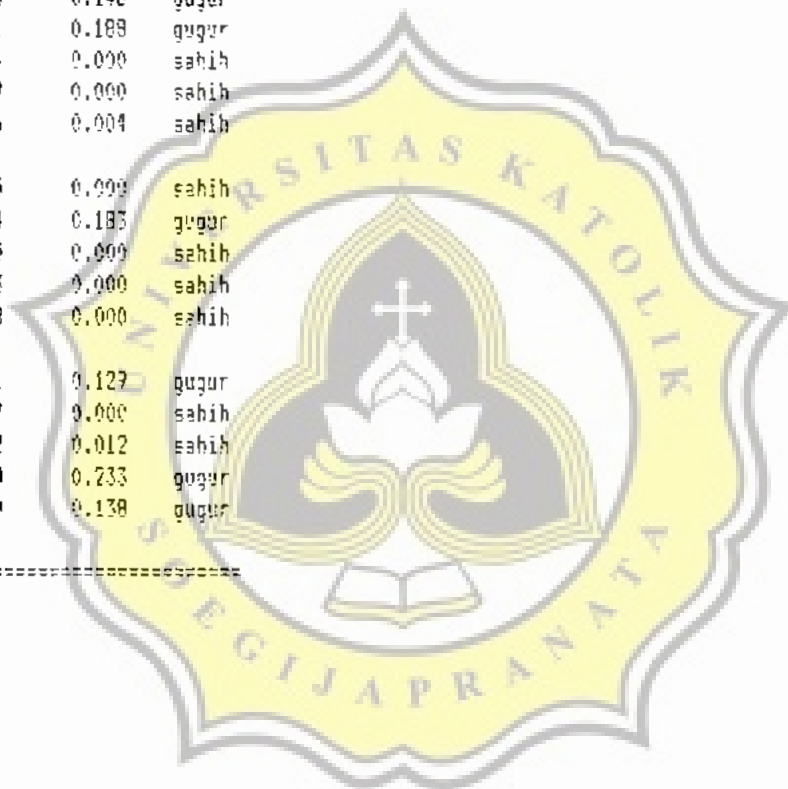 0.189 gugur
0.000 sahih
0.000 sahih
0.004 sahih
0.000 sahih
0.183 gugur
0.000 sahih
0.000 sahih
0.000 sahih
0.129 gugur
0.000 sahih
0.012 sahih
0.233 gugur
0.138 gugur
=======================
UNIVERSITAS KATOLIK
SOEGIJAPRANATA